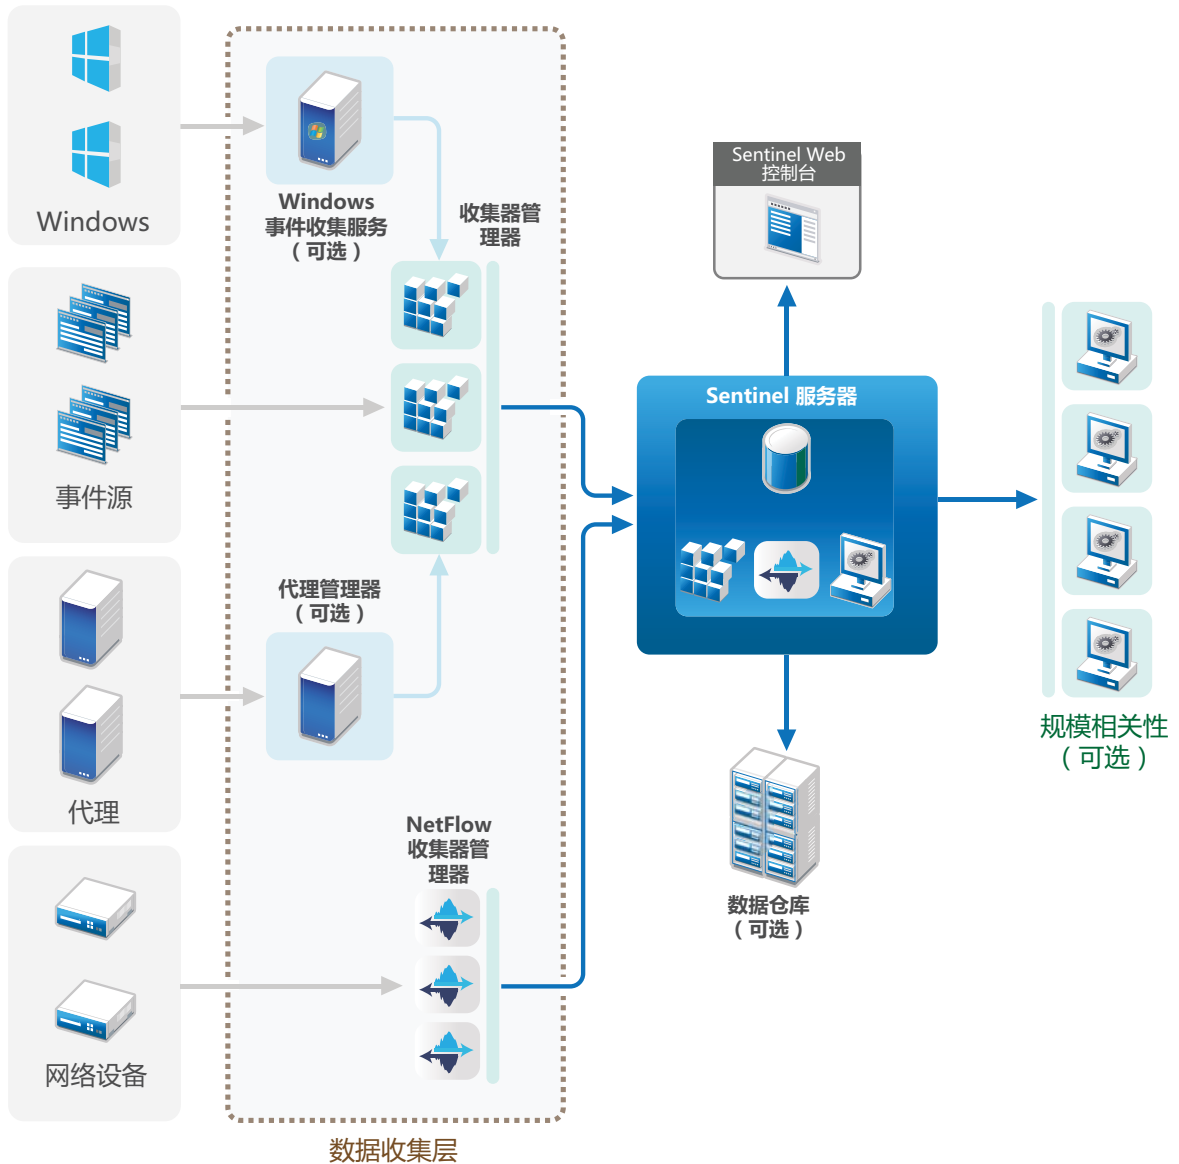 Windows
事件源
代理
网络设备
Windows
事件收集服务
（可选）
收集器管
理器
代理管理器
（可选）
NetFlow
收集器管
理器
数据收集层
Sentinel Web
控制台
Sentinel 服务器
数据仓库
（可选）
规模相关性
（可选）